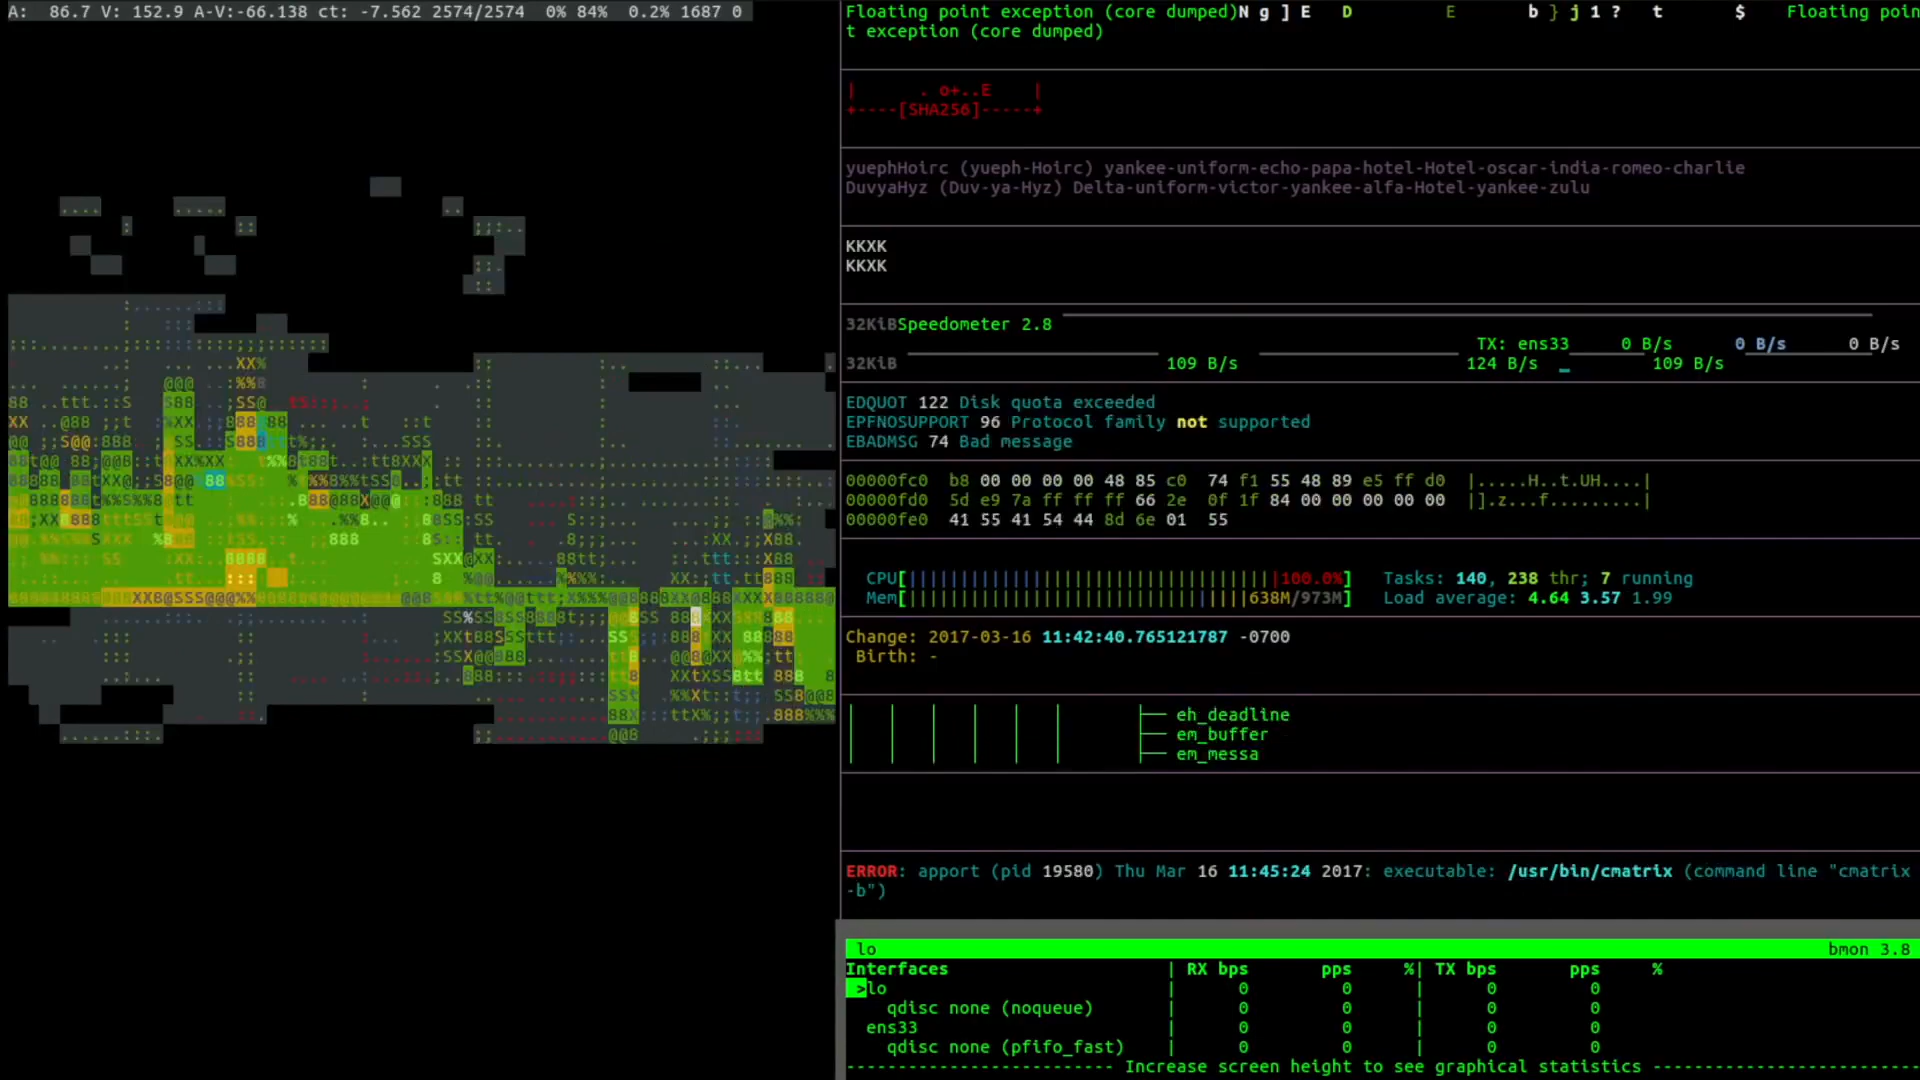 A:  86.7 V: 152.9 A-V:-66.138 ct: -7.562 2574/2574  0% 84%  0.2% 1687 0
Floating point exception (core dumped)N g ] E   D         E       b } j 1 ?   t       $    Floating poin
t exception (core dumped)
|      . o+..E    |
+----[SHA256]-----+
yuephHoirc (yueph-Hoirc) yankee-uniform-echo-papa-hotel-Hotel-oscar-india-romeo-charlie
DuvyaHyz (Duv-ya-Hyz) Delta-uniform-victor-yankee-alfa-Hotel-yankee-zulu
KKXK
KKXK
32KiBSpeedometer 2.8
TX: ens33     0 B/s      0 B/s      0 B/s
32KiB    109 B/s    124 B/s    109 B/s
EDQUOT 122 Disk quota exceeded
EPFNOSUPPORT 96 Protocol family not supported
EBADMSG 74 Bad message
00000fc0  b8 00 00 00 00 48 85 c0  74 f1 55 48 89 e5 ff d0  |.....H..t.UH....|
00000fd0  5d e9 7a ff ff ff 66 2e  0f 1f 84 00 00 00 00 00  |].z...f.........|
00000fe0  41 55 41 54 44 8d 6e 01  55
CPU[100.0%]   Tasks: 140, 238 thr; 7 running
Mem[638M/973M]   Load average: 4.64 3.57 1.99
Change: 2017-03-16 11:42:40.765121787 -0700
Birth: -
├── eh_deadline
├── em_buffer
├── em_messa
ERROR: apport (pid 19580) Thu Mar 16 11:45:24 2017: executable: /usr/bin/cmatrix (command line "cmatrix
-b")
lo    bmon 3.8
Interfaces | RX bps  pps  %| TX bps  pps  %
>lo | 0  0 | 0  0
qdisc none (noqueue) | 0  0 | 0  0
ens33 | 0  0 | 0  0
qdisc none (pfifo_fast) | 0  0 | 0  0
Increase screen height to see graphical statistics